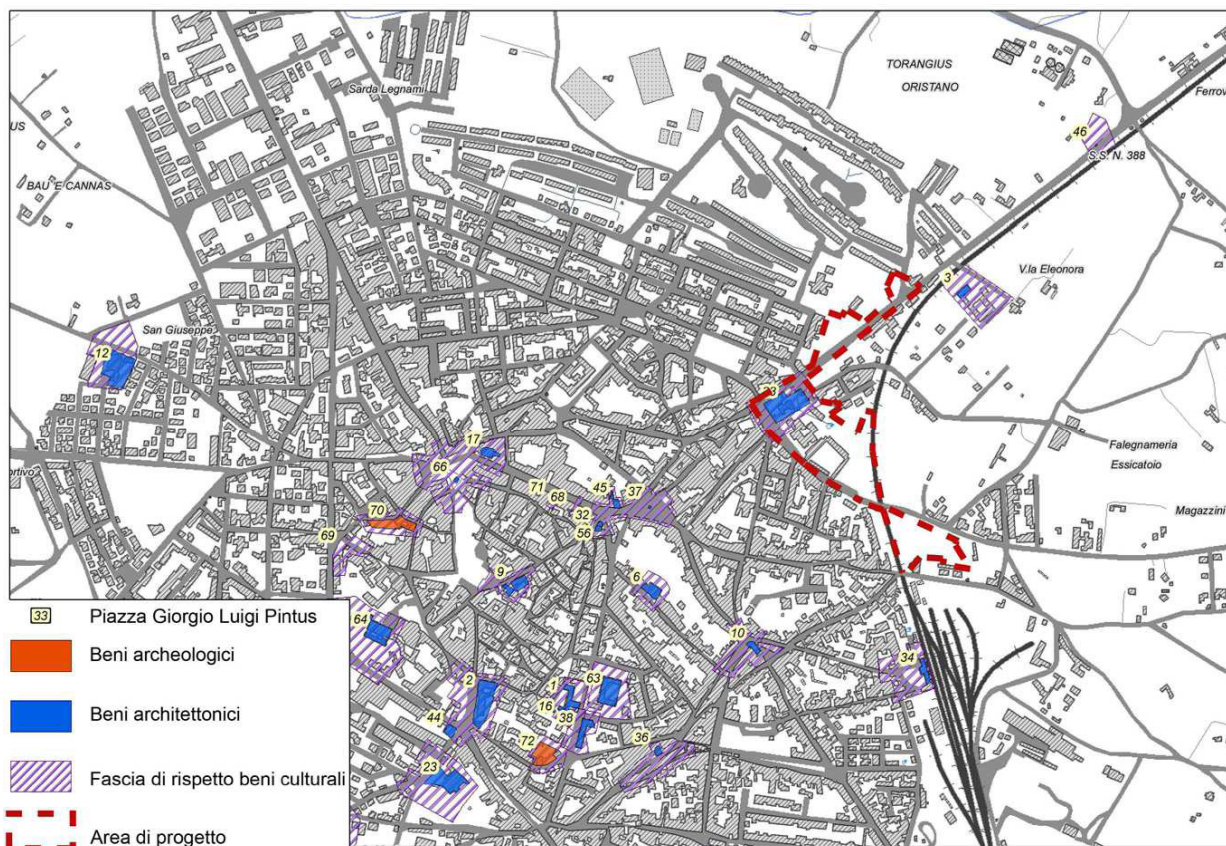 TORANGIUS
ORISTANO
Sarda Legnami
Ferrov
46
S.S. N. 388
US
BAU E CANNAS
3
V.la Eleonora
San Giuseppe
12
17
66
Falegnameria
Essicatoio
ortivo
71
68
45
37
32
56
70
69
Magazzini
9
6
33
Piazza Giorgio Luigi Pintus
64
10
34
Beni archeologici
2
1
63
16
38
44
Beni architettonici
72
36
23
Fascia di rispetto beni culturali
Area di progetto